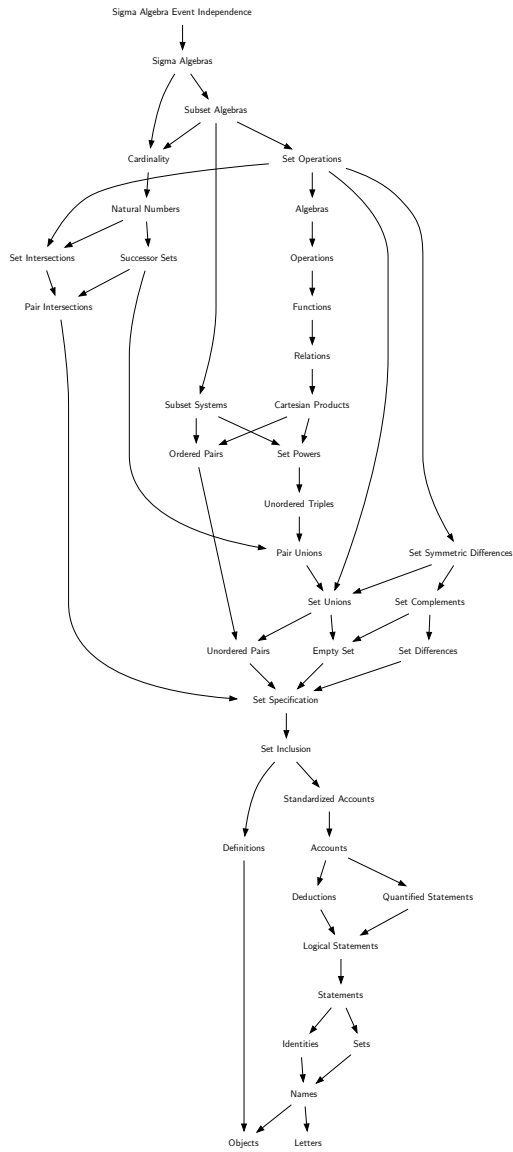 Sigma Algebra Event Independence
Sigma Algebras
Subset Algebras
Cardinality
Set Operations
Natural Numbers
Algebras
Set Intersections
Successor Sets
Operations
Pair Intersections
Functions
Relations
Subset Systems
Cartesian Products
Ordered Pairs
Set Powers
Unordered Triples
Pair Unions
Set Symmetric Differences
Set Unions
Set Complements
Unordered Pairs
Empty Set
Set Differences
Set Specification
Set Inclusion
Standardized Accounts
Definitions
Accounts
Deductions
Quantified Statements
Logical Statements
Statements
Identities
Sets
Names
Objects
Letters